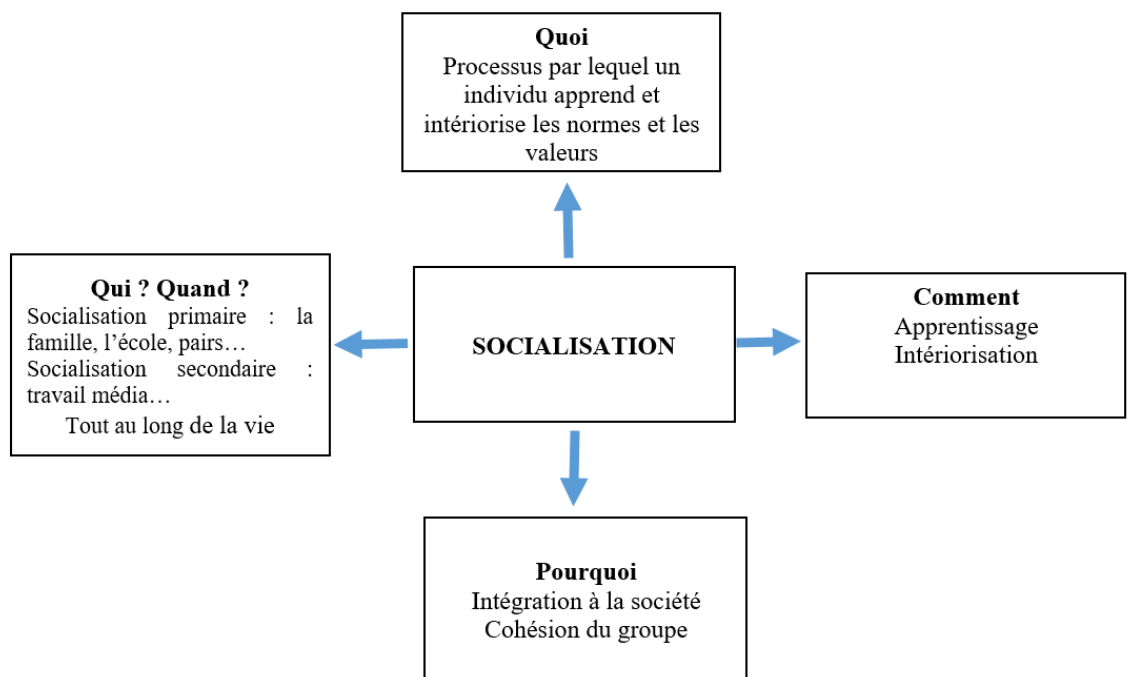 Quoi
Processus par lequel un
individu apprend et
intériorise les normes et les
valeurs
Qui ? Quand ?
Socialisation primaire : la
famille, l’école, pairs…
Socialisation secondaire :
travail média…
Tout au long de la vie
SOCIALISATION
Comment
Apprentissage
Intériorisation
Pourquoi
Intégration à la société
Cohésion du groupe